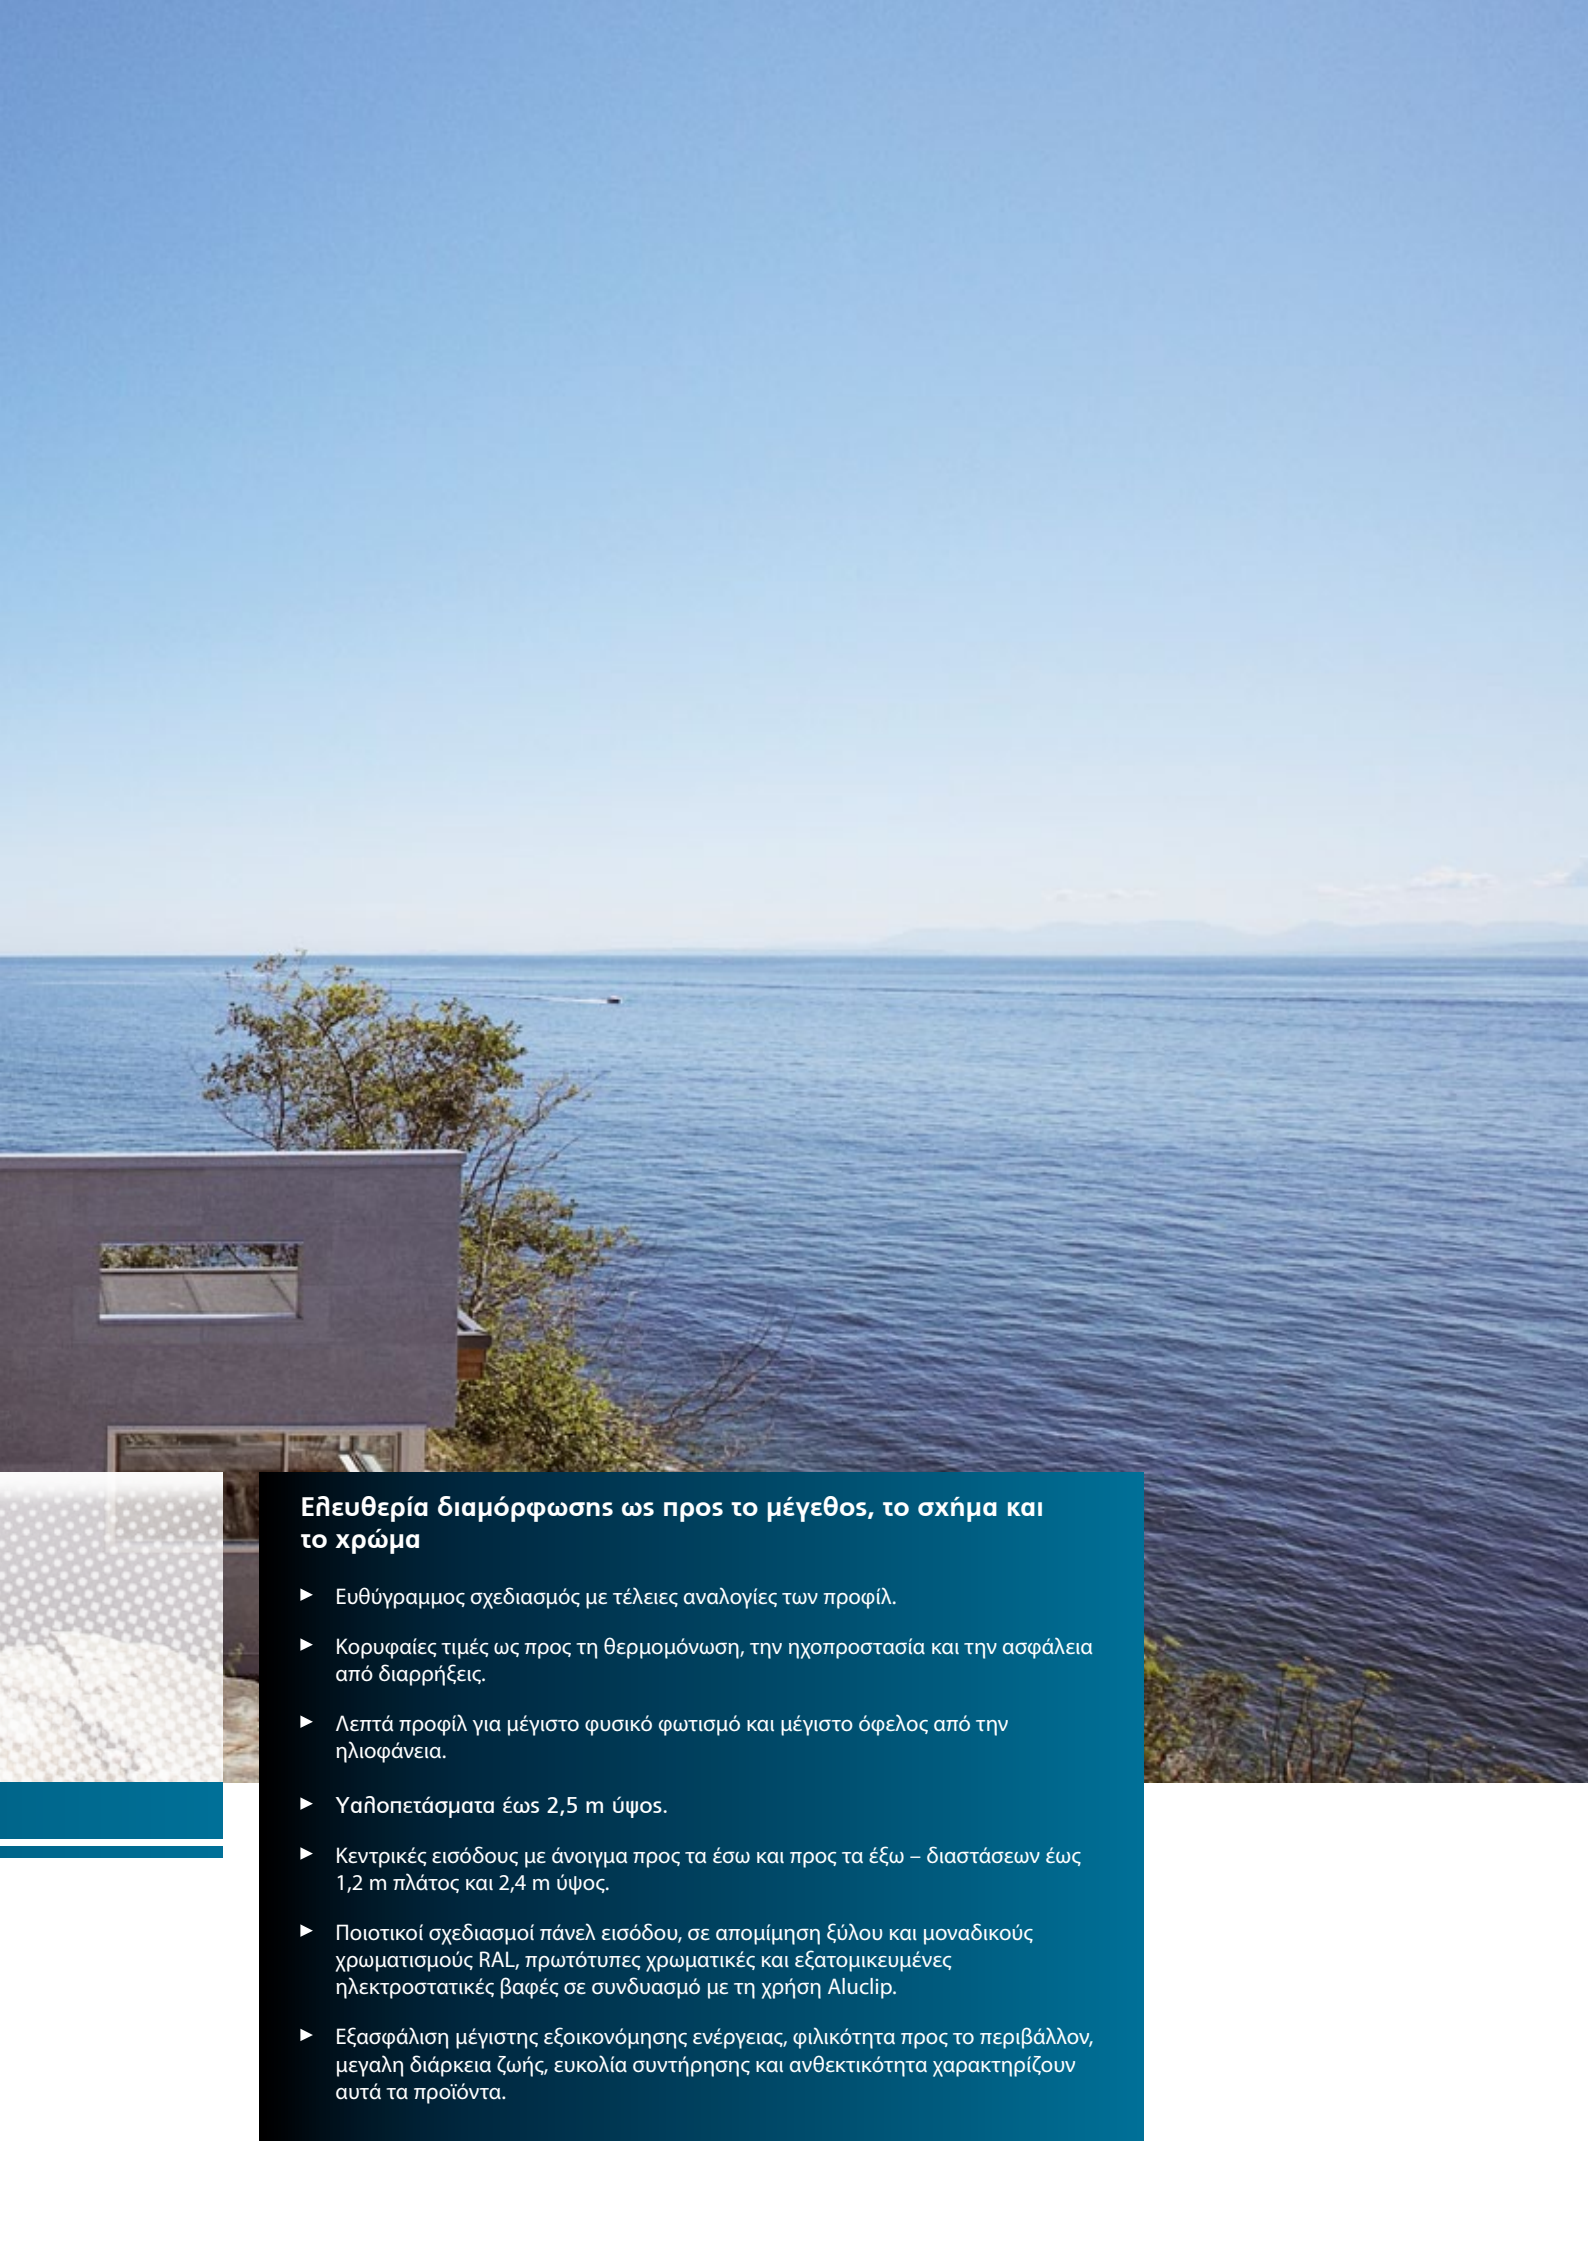 Ελευθερία διαμόρφωσης ως προς το μέγεθος, το σχήμα και
το χρώμα
► Ευθύγραμμος σχεδιασμός με τέλειες αναλογίες των προφίλ.
► Κορυφαίες τιμές ως προς τη θερμομόνωση, την ηχοπροστασία και την ασφάλεια
από διαρρήξεις.
► Λεπτά προφίλ για μέγιστο φυσικό φωτισμό και μέγιστο όφελος από την
ηλιοφάνεια.
► Υαλοπετάσματα έως 2,5 m ύψος.
► Κεντρικές εισόδους με άνοιγμα προς τα έσω και προς τα έξω – διαστάσεων έως
1,2 m πλάτος και 2,4 m ύψος.
► Ποιοτικοί σχεδιασμοί πάνελ εισόδου, σε απομίμηση ξύλου και μοναδικούς
χρωματισμούς RAL, πρωτότυπες χρωματικές και εξατομικευμένες
ηλεκτροστατικές βαφές σε συνδυασμό με τη χρήση Aluclip.
► Εξασφάλιση μέγιστης εξοικονόμησης ενέργειας, φιλικότητα προς το περιβάλλον,
μεγαλη διάρκεια ζωής, ευκολία συντήρησης και ανθεκτικότητα χαρακτηρίζουν
αυτά τα προϊόντα.